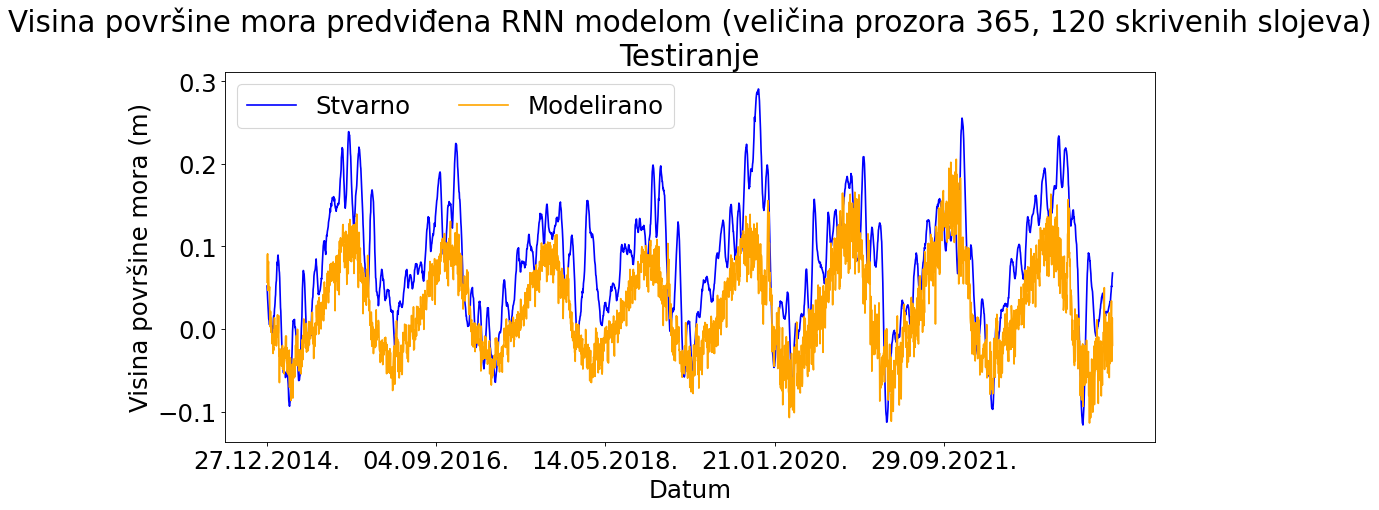 Visina površine mora predviđena RNN modelom (veličina prozora 365, 120 skrivenih slojeva)
Testiranje
Stvarno
Modelirano
Visina površine mora (m)
0.3
0.2
0.1
0.0
−0.1
27.12.2014.
04.09.2016.
14.05.2018.
21.01.2020.
29.09.2021.
Datum